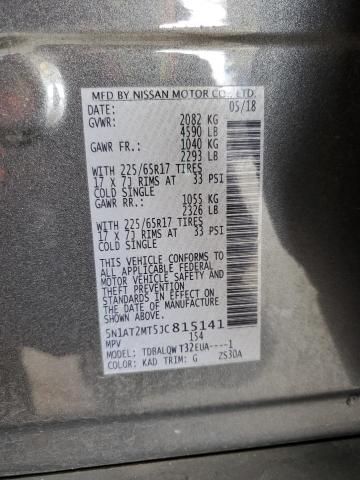 MFD BY NISSAN MOTOR CO., LTD.
DATE: 05/18
GVWR: 2082 KG
4590 LB
GAWR FR.: 1040 KG
2293 LB
WITH 225/65R17 TIRES
17 X 7J RIMS AT 33 PSI
COLD SINGLE
GAWR RR.: 1055 KG
2326 LB
WITH 225/65R17 TIRES
17 X 7J RIMS AT 33 PSI
COLD SINGLE
THIS VEHICLE CONFORMS TO
ALL APPLICABLE FEDERAL
MOTOR VEHICLE SAFETY AND
THEFT PREVENTION
STANDARDS IN EFFECT ON
THE DATE OF MANUFACTURE
SHOWN ABOVE.
5N1AT2MT5JC815141
MPV 154
MODEL: TDBALQW T32EUA----1
COLOR: KAD TRIM: G ZS30A